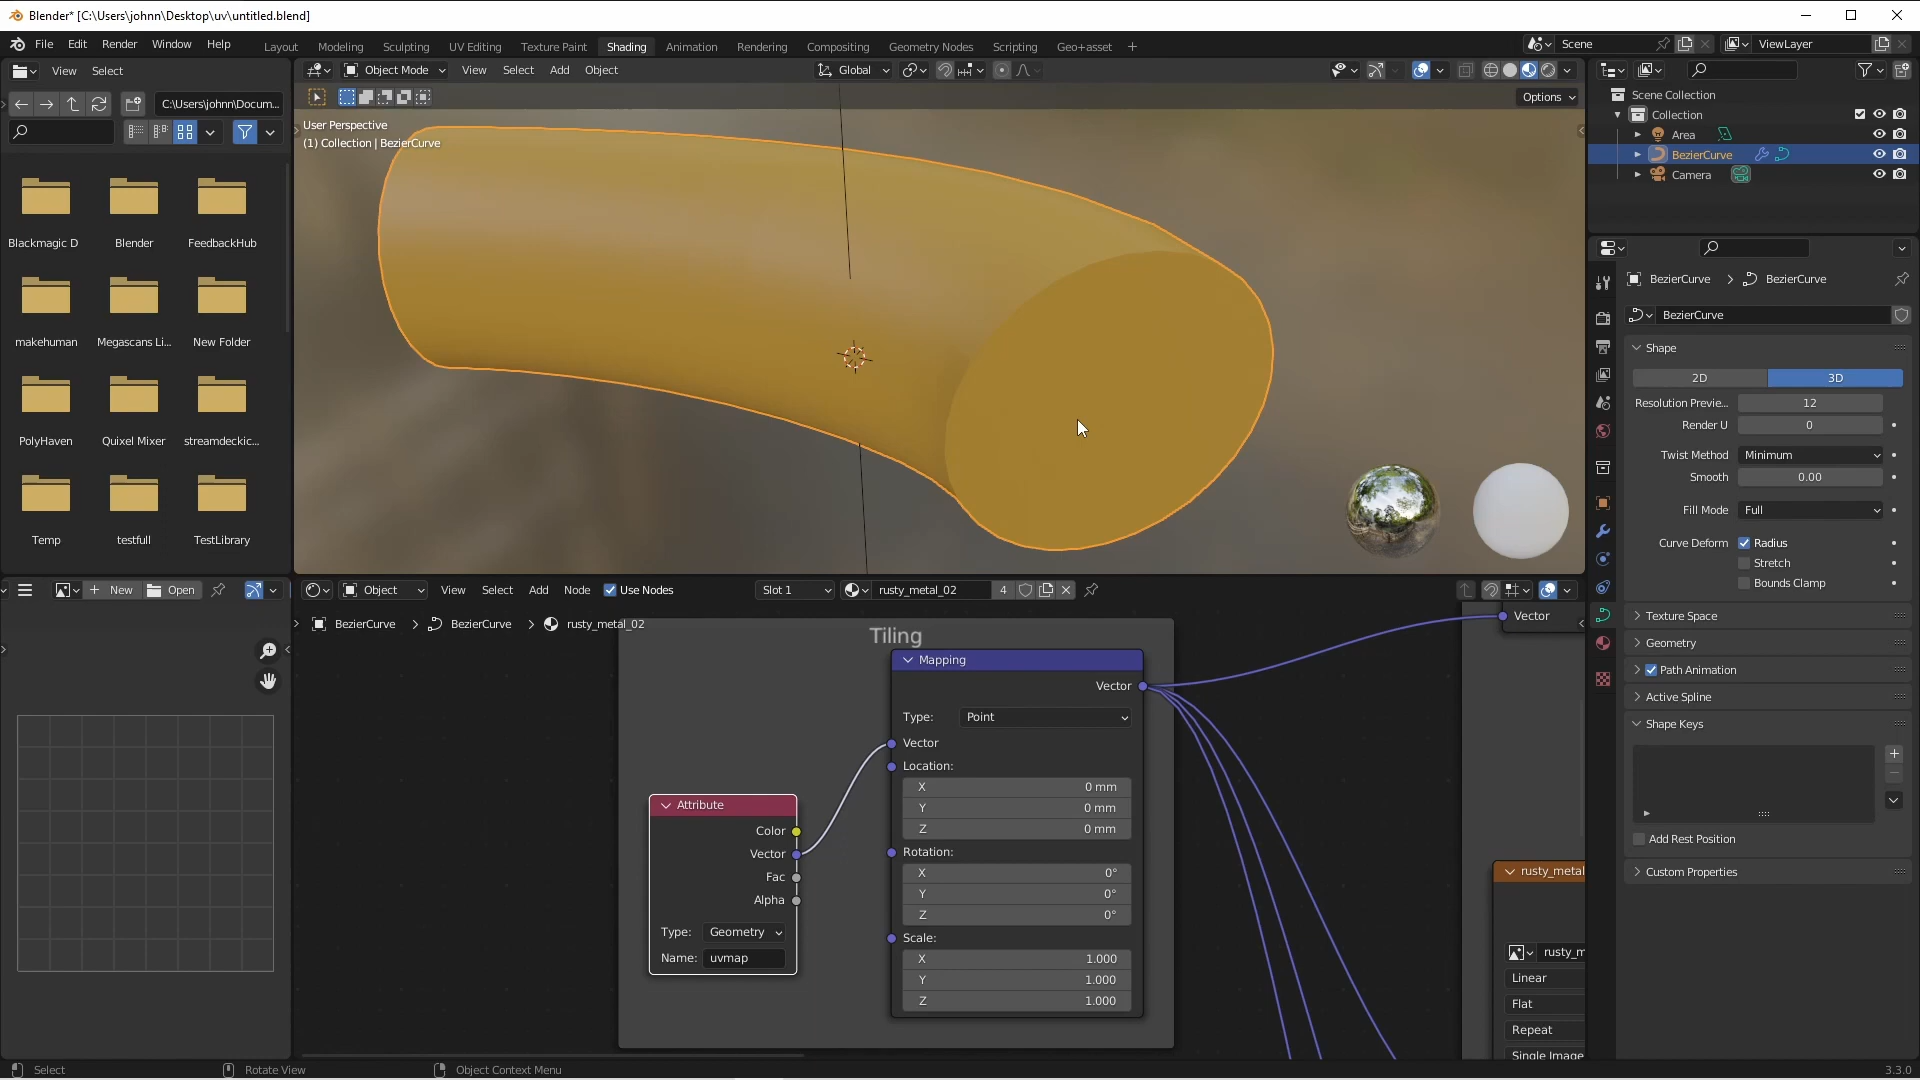 Blender* [C:\Users\johnn\Desktop\uv\untitled.blend]
File Edit Render Window Help
Layout Modeling Sculpting UV Editing Texture Paint Shading Animation Rendering Compositing Geometry Nodes Scripting Geo+asset +
Scene
ViewLayer
View Select
Object Mode View Select Add Object
Global
C:\Users\johnn\Docum...
Options
User Perspective
(1) Collection | BezierCurve
Blackmagic D Blender FeedbackHub
makehuman Megascans Li... New Folder
PolyHaven Quixel Mixer streamdeckic...
Temp testfull TestLibrary
Scene Collection
Collection
Area
BezierCurve
Camera
BezierCurve > BezierCurve
BezierCurve
Shape
2D 3D
Resolution Previe... 12
Render U 0
Twist Method Minimum
Smooth 0.00
Fill Mode Full
Curve Deform Radius
Stretch
Bounds Clamp
Texture Space
Geometry
Path Animation
Active Spline
Shape Keys
Add Rest Position
Custom Properties
+ New Open
Object View Select Add Node Use Nodes Slot 1 rusty_metal_02 4
BezierCurve > BezierCurve > rusty_metal_02
Tiling
Mapping
Vector
Type: Point
Vector
Location:
X 0 mm
Y 0 mm
Z 0 mm
Rotation:
X 0°
Y 0°
Z 0°
Scale:
X 1.000
Y 1.000
Z 1.000
Attribute
Color
Vector
Fac
Alpha
Type: Geometry
Name: uvmap
Vector
rusty_metal
rusty_m
Linear
Flat
Repeat
Single Image
Select Rotate View Object Context Menu
3.3.0